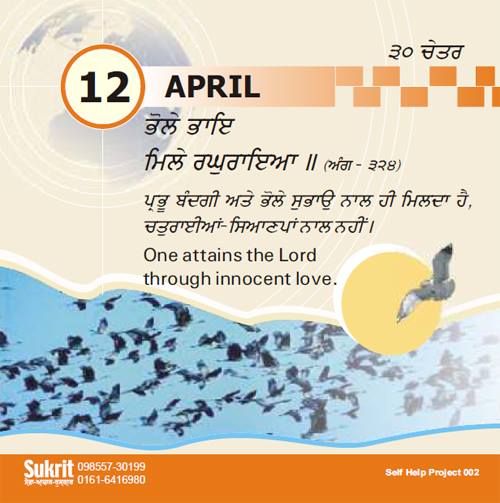 ੩੦ ਚੇਤਰ
12 APRIL
ਭੋਲੇ ਭਾਇ
ਮਿਲੇ ਰਘੁਰਾਇਆ ॥ (ਅੰਗ - ੩੨੪)
ਪ੍ਰਭੂ ਬੰਦਗੀ ਅਤੇ ਭੋਲੇ ਸੁਭਾਉ ਨਾਲ ਹੀ ਮਿਲਦਾ ਹੈ,
ਚਤੁਰਾਈਆਂ-ਸਿਆਣਪਾਂ ਨਾਲ ਨਹੀਂ।
One attains the Lord
through innocent love.
Sukrit 098557-30199
0161-6416980
Self Help Project 002